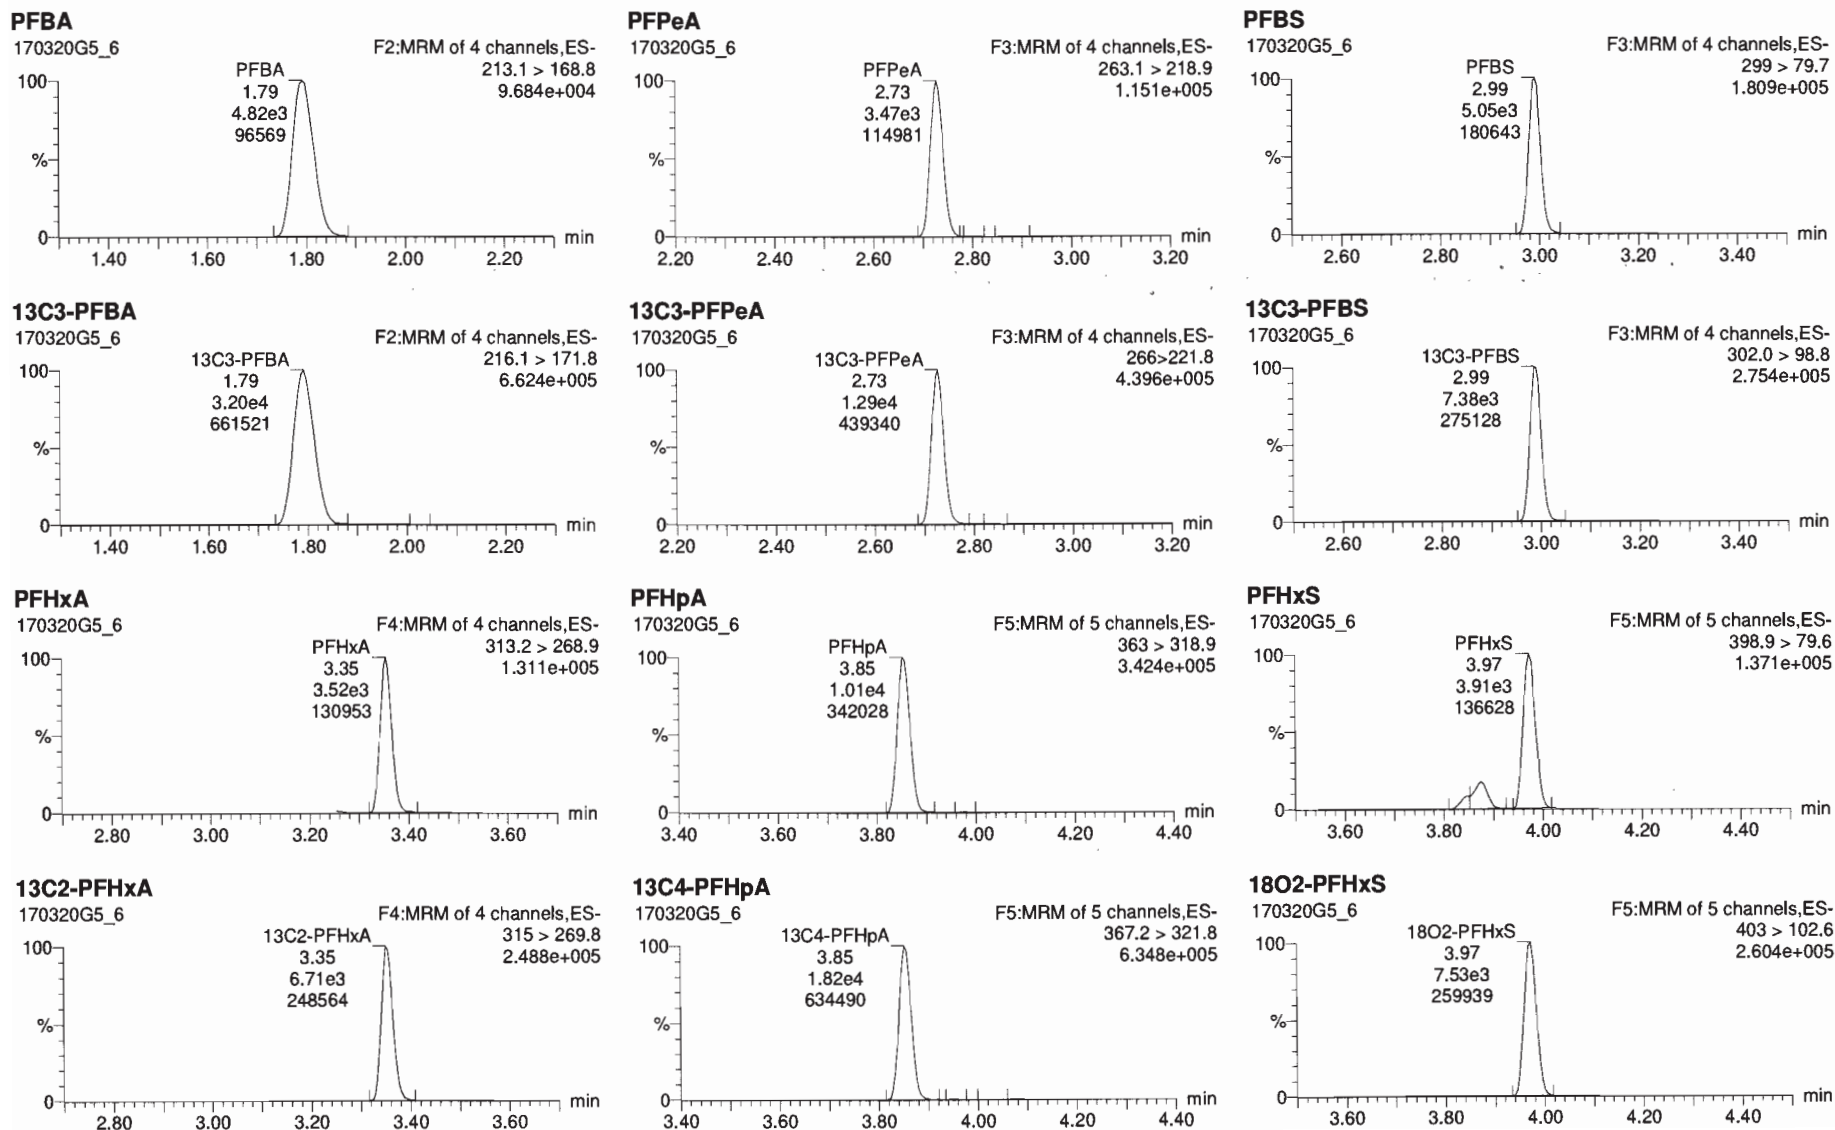 PFBA
170320G5_6
F2:MRM of 4 channels,ES-
213.1 > 168.8
9.684e+004
PFBA
1.79
4.82e3
96569
100
%
0
min
1.40 1.60 1.80 2.00 2.20
PFPeA
170320G5_6
F3:MRM of 4 channels,ES-
263.1 > 218.9
1.151e+005
PFPeA
2.73
3.47e3
114981
100
%
0
min
2.20 2.40 2.60 2.80 3.00 3.20
PFBS
170320G5_6
F3:MRM of 4 channels,ES-
299 > 79.7
1.809e+005
PFBS
2.99
5.05e3
180643
100
%
0
min
2.60 2.80 3.00 3.20 3.40
13C3-PFBA
170320G5_6
F2:MRM of 4 channels,ES-
216.1 > 171.8
6.624e+005
13C3-PFBA
1.79
3.20e4
661521
100
%
0
min
1.40 1.60 1.80 2.00 2.20
13C3-PFPeA
170320G5_6
F3:MRM of 4 channels,ES-
266>221.8
4.396e+005
13C3-PFPeA
2.73
1.29e4
439340
100
%
0
min
2.20 2.40 2.60 2.80 3.00 3.20
13C3-PFBS
170320G5_6
F3:MRM of 4 channels,ES-
302.0 > 98.8
2.754e+005
13C3-PFBS
2.99
7.38e3
275128
100
%
0
min
2.60 2.80 3.00 3.20 3.40
PFHxA
170320G5_6
F4:MRM of 4 channels,ES-
313.2 > 268.9
1.311e+005
PFHxA
3.35
3.52e3
130953
100
%
0
min
2.80 3.00 3.20 3.40 3.60
PFHpA
170320G5_6
F5:MRM of 5 channels,ES-
363 > 318.9
3.424e+005
PFHpA
3.85
1.01e4
342028
100
%
0
min
3.40 3.60 3.80 4.00 4.20 4.40
PFHxS
170320G5_6
F5:MRM of 5 channels,ES-
398.9 > 79.6
1.371e+005
PFHxS
3.97
3.91e3
136628
100
%
0
min
3.60 3.80 4.00 4.20 4.40
13C2-PFHxA
170320G5_6
F4:MRM of 4 channels,ES-
315 > 269.8
2.488e+005
13C2-PFHxA
3.35
6.71e3
248564
100
%
0
min
2.80 3.00 3.20 3.40 3.60
13C4-PFHpA
170320G5_6
F5:MRM of 5 channels,ES-
367.2 > 321.8
6.348e+005
13C4-PFHpA
3.85
1.82e4
634490
100
%
0
min
3.40 3.60 3.80 4.00 4.20 4.40
18O2-PFHxS
170320G5_6
F5:MRM of 5 channels,ES-
403 > 102.6
2.604e+005
18O2-PFHxS
3.97
7.53e3
259939
100
%
0
min
3.60 3.80 4.00 4.20 4.40